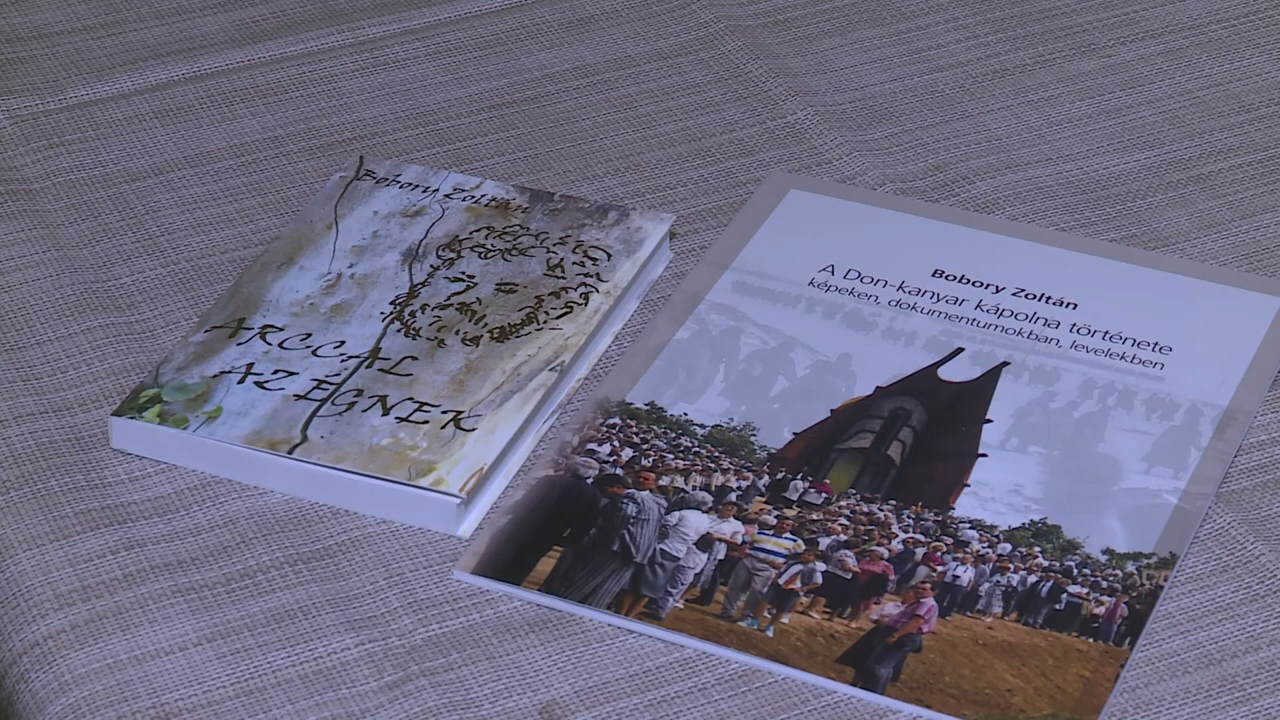 Bobory Zoltán
ARCCAL
AZ ÉGNEK
Bobory Zoltán
A Don-kanyar kápolna története
képeken, dokumentumokban, levelekben